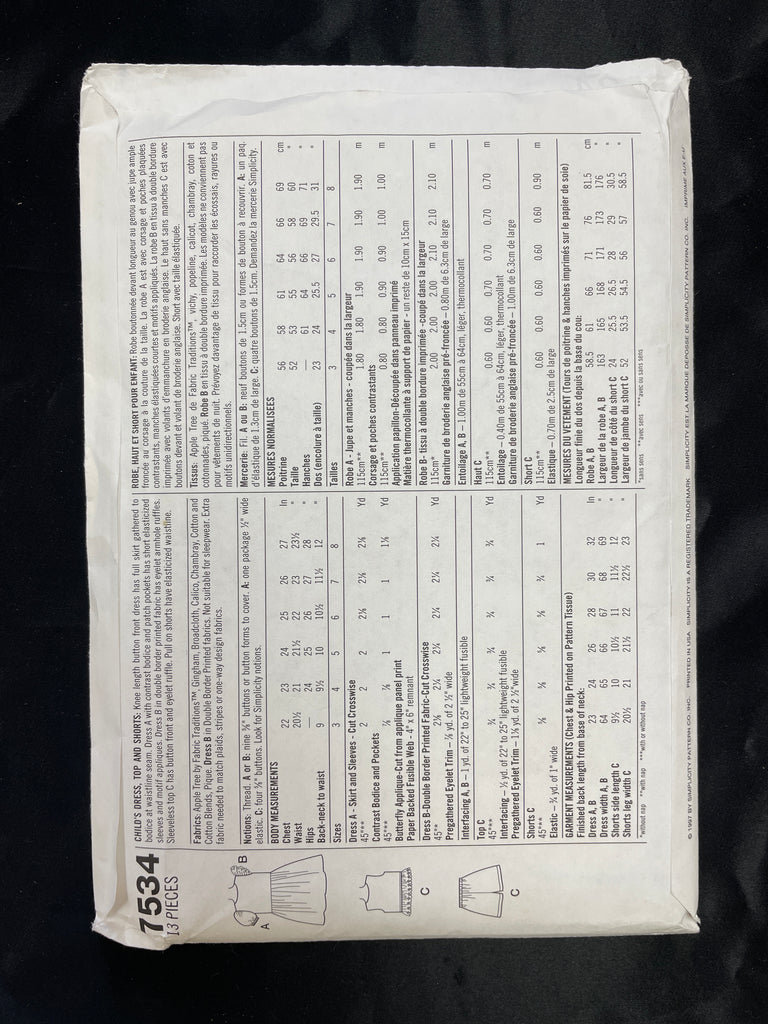 7534
13 PIECES
A
B
C
C
CHILD'S DRESS, TOP AND SHORTS: Knee length button front dress has full skirt gathered to
bodice at waistline seam. Dress A with contrast bodice and patch pockets has short elasticized
sleeves and motif appliques. Dress B in double border printed fabric has eyelet armhole ruffles.
Sleeveless top C has button front and eyelet ruffle. Pull on shorts have elasticized waistline.
Fabrics: Apple Tree by Fabric Traditions™, Gingham, Broadcloth, Calico, Chambray, Cotton and
Cotton Blends, Pique. Dress B in Double Border Printed fabrics. Not suitable for sleepwear. Extra
fabric needed to match plaids, stripes or one-way design fabrics.
Notions: Thread. A or B: nine ⅝" buttons or button forms to cover. A: one package ½" wide
elastic. C: four ⅝" buttons. Look for Simplicity notions.
BODY MEASUREMENTS
Chest 22 23 24 25 26 27 In
Waist 20½ 21 21½ 22 23 23½ "
Hips — 24 25 26 27 28 "
Back-neck to waist 9 9½ 10 10½ 11½ 12 "
Sizes 3 4 5 6 7 8
Dress A - Skirt and Sleeves - Cut Crosswise
45*** 2 2 2 2⅛ 2⅛ 2⅛ Yd
Contrast Bodice and Pockets
45*** ⅞ ⅞ 1 1 1 1⅛ Yd
Butterfly Applique-Cut from applique panel print
Paper Backed Fusible Web - 4" x 6" remnant
Dress B-Double Border Printed Fabric-Cut Crosswise
45** 2⅛ 2¼ 2¼ 2¼ 2¼ 2¼ Yd
Pregathered Eyelet Trim – ⅞ yd. of 2 ½" wide
Interfacing A, B – 1 yd. of 22" to 25" lightweight fusible
Top C
45*** ¾ ¾ ¾ ¾ ¾ ¾ Yd
Interfacing – ½ yd. of 22" to 25" lightweight fusible
Pregathered Eyelet Trim – 1⅛ yd. of 2 ½"wide
Shorts C
45*** ⅝ ⅝ ⅝ ⅝ ¾ 1 Yd
Elastic – ¾ yd. of 1" wide
GARMENT MEASUREMENTS (Chest & Hip Printed on Pattern Tissue)
Finished back length from base of neck:
Dress A, B 23 24 26 28 30 32 In
Dress width A, B 64 65 66 67 68 69 "
Shorts side length C 9½ 10 10½ 11 11½ 12 "
Shorts leg width C 20½ 21 21½ 22 22½ 23 "
*without nap **with nap ***with or without nap
ROBE, HAUT ET SHORT POUR ENFANT: Robe boutonnée devant longueur au genou avec jupe ample
froncée au corsage à la couture de la taille. La robe A est avec corsage et poches plaquées
contrastants, manches élastiquées courtes et motifs appliqués. La robe B en tissu à double bordure
imprimée avec volants d'emmanchure en broderie anglaise. Le haut sans manches C est avec
boutons devant et volant de broderie anglaise. Short avec taille élastiquée.
Tissus: Apple Tree de Fabric Traditions™, vichy, popeline, calicot, chambray, coton et
cotonnades, piqué. Robe B en tissu à double bordure imprimée. Les modèles ne conviennent pas
pour vêtements de nuit. Prévoyez davantage de tissu pour raccorder les écossais, rayures ou
motifs unidirectionnels.
Mercerie: Fil. A ou B: neuf boutons de 1.5cm ou formes de bouton à recouvrir. A: un paq.
d'élastique de 1.3cm de large. C: quatre boutons de 1.5cm. Demandez la mercerie Simplicity.
MESURES NORMALISEES
Poitrine 56 58 61 64 66 69 cm
Taille 52 53 55 56 58 60 "
Hanches — 61 64 66 69 71 "
Dos (encolure à taille) 23 24 25.5 27 29.5 31 "
Tailles 3 4 5 6 7 8
Robe A - Jupe et manches - coupée dans la largeur
115cm** 1.80 1.80 1.90 1.90 1.90 1.90 m
Corsage et poches contrastants
115cm** 0.80 0.80 0.90 0.90 1.00 1.00 m
Application papillon-Découpée dans panneau imprimé
Matière thermocollante à support de papier - un reste de 10cm x 15cm
Robe B- tissu à double bordure imprimée -coupé dans la largeur
115cm* 2.00 2.00 2.00 2.10 2.10 2.10 m
Garniture de broderie anglaise pré-froncée – 0.80m de 6.3cm de large
Entoilage A, B – 1.00m de 55cm à 64cm, léger, thermocollant
Haut C
115cm** 0.60 0.60 0.70 0.70 0.70 0.70 m
Entoilage – 0.40m de 55cm à 64cm, léger, thermocollant
Garniture de broderie anglaise pré-froncée – 1.00m de 6.3cm de large
Short C
115cm** 0.60 0.60 0.60 0.60 0.60 0.90 m
Elastique – 0.70m de 2.5cm de large
MESURES DU VETEMENT (Tours de poitrine & hanches imprimés sur le papier de soie)
Longueur finie du dos depuis la base du cou:
Robe A, B 58.5 61 66 71 76 81.5 cm
Largeur de la robe A, B 163 165 168 171 173 176 "
Longueur de côté du short C 24 25.5 26.5 28 29 30.5 "
Largeur de jambe du short C 52 53.5 54.5 56 57 58.5 "
*sans sens **avec sens ***avec ou sans sens
© 1997 BY SIMPLICITY PATTERN CO. INC. PRINTED IN USA SIMPLICITY IS A REGISTERED TRADEMARK SIMPLICITY EST LA MARQUE DEPOSEE DE SIMPLICITY PATTERN CO. INC. IMPRIME AUX